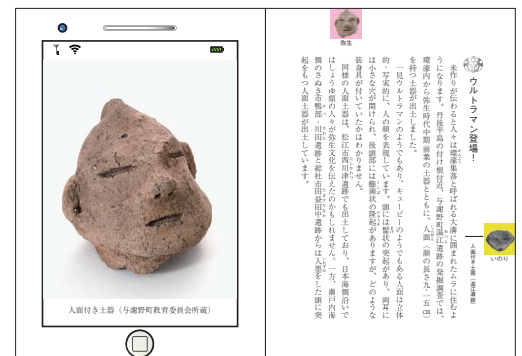 弥生
ウルトラマン登場！
人面付き土器（温江遺跡）
いのり
米作りが伝わると人々は環濠集落と呼ばれる大溝に囲まれたムラに住むよ
うになります。丹後半島の付け根付近、与謝野町温江遺跡の発掘調査では、
環濠内から弥生時代中期前葉の土器とともに、人面（顔の長さ九・一五㎝）
を持つ土器が出土しました。
一見ウルトラマンのようでもあり、キューピーのようでもある人面は立体
的・写実的に、人の顔を表現しています。頭には髷状の突起があり、両耳に
は小さな穴が開けられ、後頭部には櫛歯状の隆起がありますが、どのような
装身具が付いていたかはわかりません。
同様の人面土器は、松江市西川津遺跡でも出土しており、日本海側沿いで
はしょうゆ顔の人々が弥生文化を伝えたのかもしれません。一方、瀬戸内海
側のさぬき市鴨部・川田遺跡と総社市田益田中遺跡からは入墨をした頭に突
起をもつ人面土器が出土しています。
人面付き土器（与謝野町教育委員会所蔵）